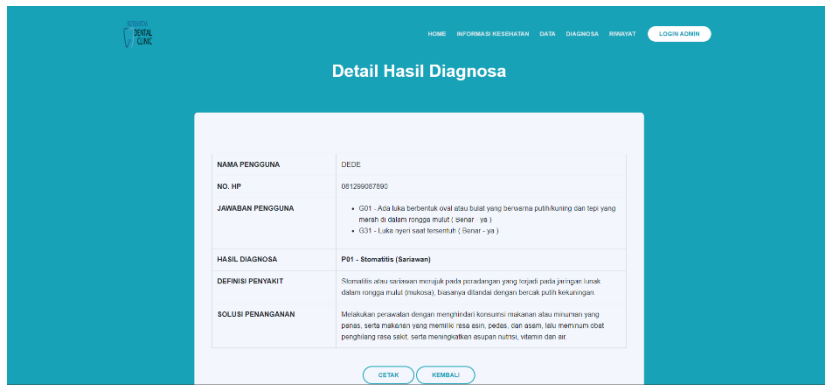 DENTAL
CLINIC
HOME INFORMASI KESEHATAN DATA DIAGNOSA RIWAYAT LOGIN ADMIN
Detail Hasil Diagnosa
NAMA PENGGUNA DEDE
NO. HP 081299087890
JAWABAN PENGGUNA
• G01 - Ada luka berbentuk oval atau bulat yang berwarna putih/kuning dan tepi yang
merah di dalam rongga mulut ( Benar - ya )
• G31 - Luka nyeri saat tersentuh ( Benar - ya )
HASIL DIAGNOSA P01 - Stomatitis (Sariawan)
DEFINISI PENYAKIT Stomatitis atau sariawan merujuk pada peradangan yang terjadi pada jaringan lunak
dalam rongga mulut (mukosa), biasanya ditandai dengan bercak putih kekuningan.
SOLUSI PENANGANAN Melakukan perawatan dengan menghindari konsumsi makanan atau minuman yang
panas, serta makanan yang memiliki rasa asin, pedas, dan asam, lalu meminum obat
penghilang rasa sakit, serta meningkatkan asupan nutrisi, vitamin dan air.
CETAK KEMBALI